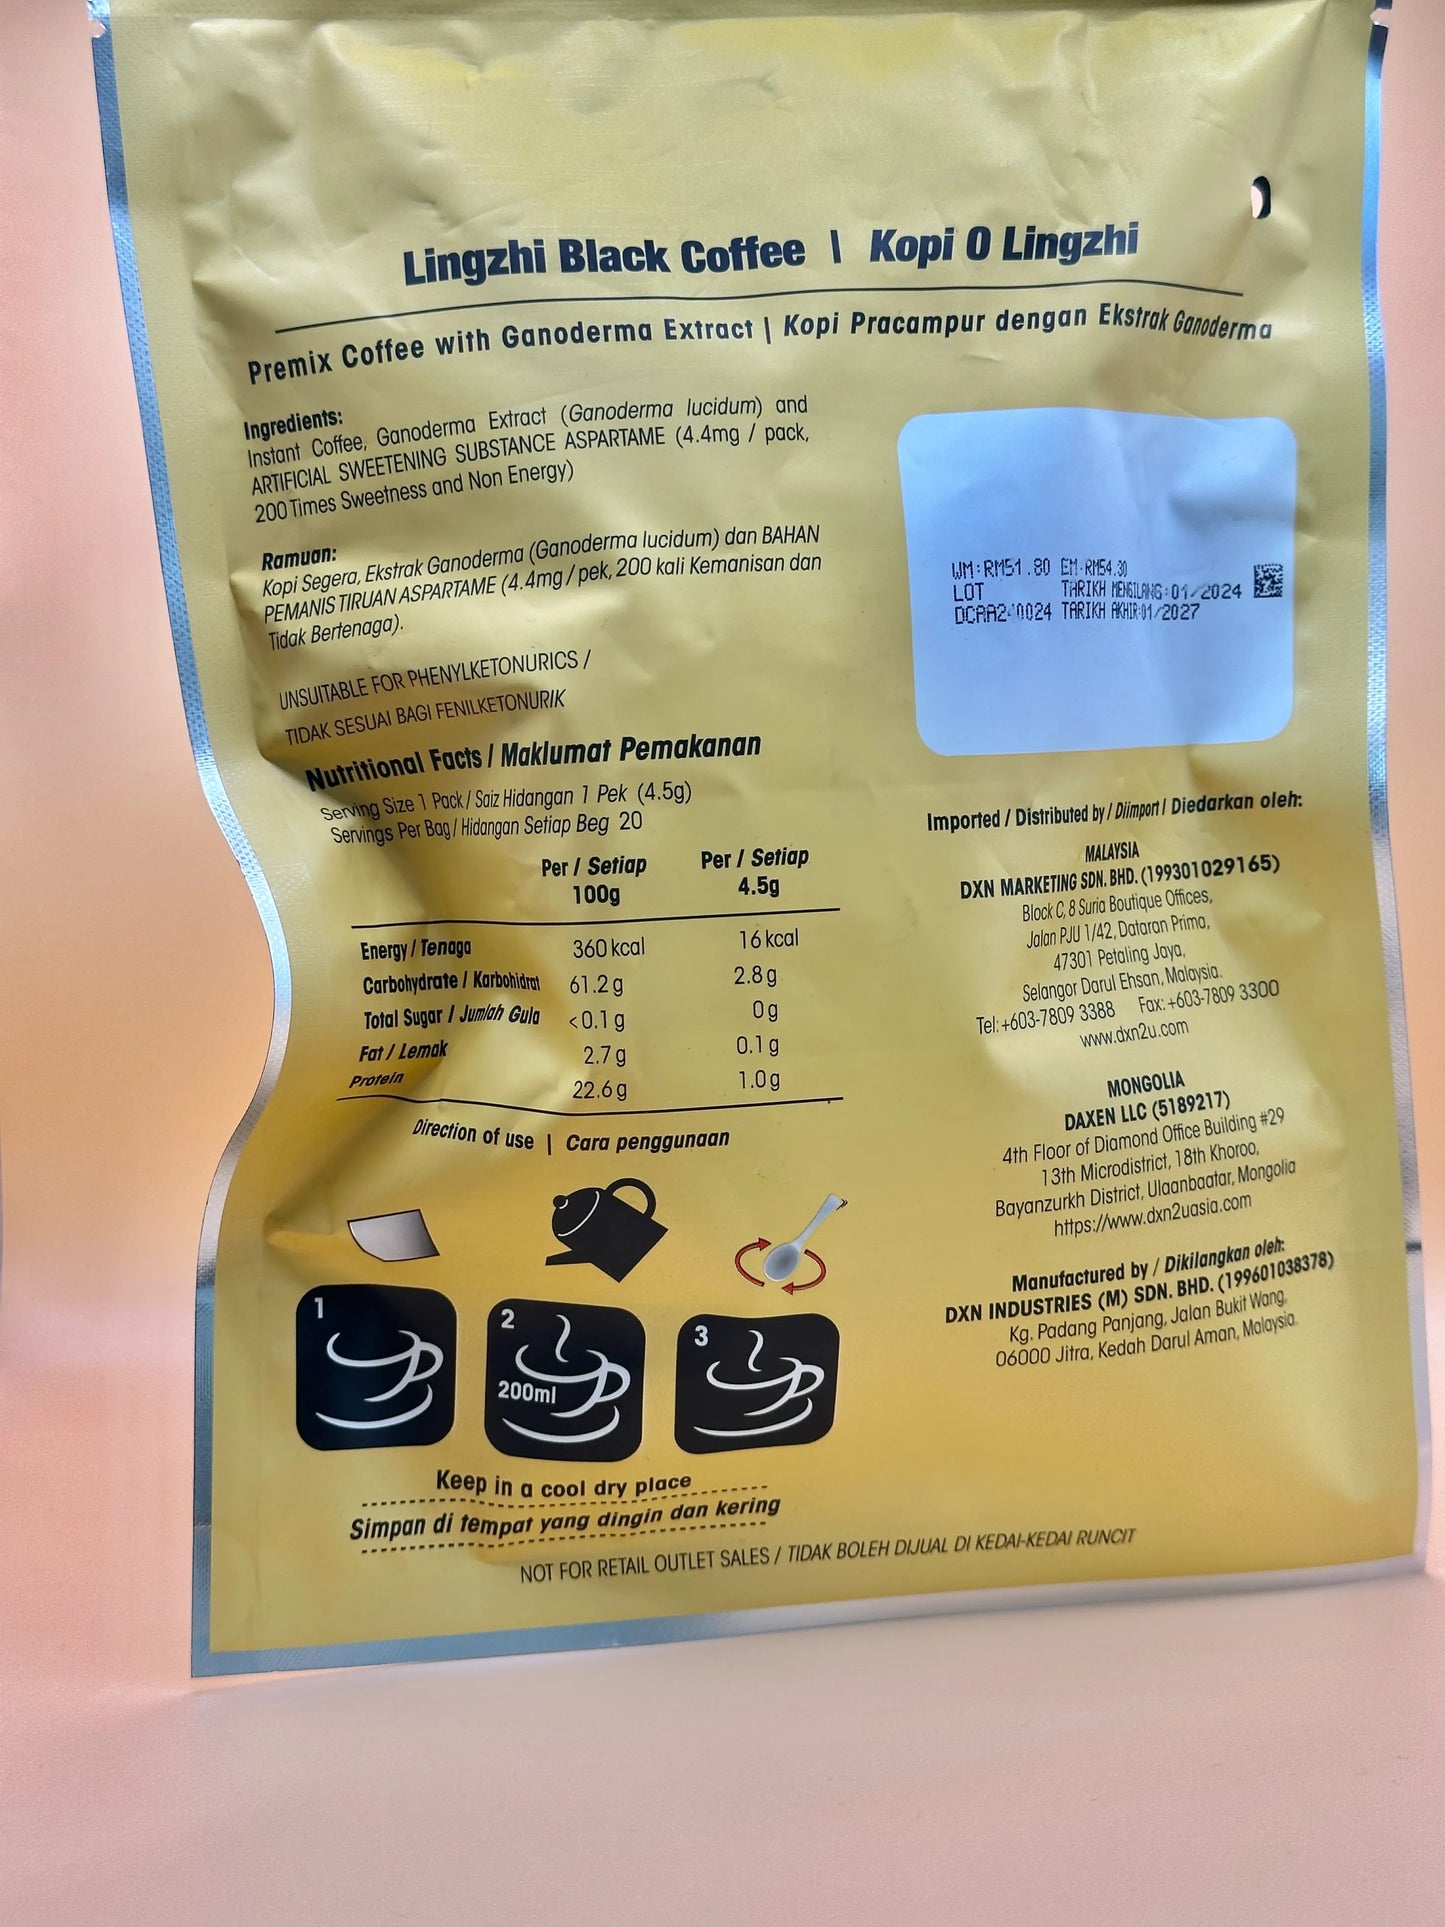 Lingzhi Black Coffee | Kopi O Lingzhi
Premix Coffee with Ganoderma Extract | Kopi Pracampur dengan Ekstrak Ganoderma
Ingredients:
Instant Coffee, Ganoderma Extract (Ganoderma lucidum) and
ARTIFICIAL SWEETENING SUBSTANCE ASPARTAME (4.4mg / pack,
200 Times Sweetness and Non Energy)
Ramuan:
Kopi Segera, Ekstrak Ganoderma (Ganoderma lucidum) dan BAHAN
PEMANIS TIRUAN ASPARTAME (4.4mg / pek, 200 kali Kemanisan dan
Tidak Bertenaga).
UNSUITABLE FOR PHENYLKETONURICS /
TIDAK SESUAI BAGI FENILKETONURIK
Nutritional Facts / Maklumat Pemakanan
Serving Size 1 Pack / Saiz Hidangan 1 Pek (4.5g)
Servings Per Bag / Hidangan Setiap Beg 20
Per / Setiap Per / Setiap
100g 4.5g
Energy / Tenaga 360 kcal 16 kcal
Carbohydrate / Karbohidrat 61.2 g 2.8 g
Total Sugar / Jumlah Gula <0.1 g 0 g
Fat / Lemak 2.7 g 0.1 g
Protein 22.6 g 1.0 g
Direction of use | Cara penggunaan
1
2
200ml
3
Keep in a cool dry place
Simpan di tempat yang dingin dan kering
NOT FOR RETAIL OUTLET SALES / TIDAK BOLEH DIJUAL DI KEDAI-KEDAI RUNCIT
WM:RM51.80 EM:RM54.30
LOT TARIKH MENGILANG:01/2024
TARIKH AKHIR:01/2027
Imported / Distributed by / Diimport / Diedarkan oleh:
MALAYSIA
DXN MARKETING SDN. BHD. (199301029165)
Block C, 8 Suria Boutique Offices,
Jalan PJU 1/42, Dataran Prima,
47301 Petaling Jaya,
Selangor Darul Ehsan, Malaysia.
Tel: +603-7809 3388 Fax: +603-7809 3300
www.dxn2u.com
MONGOLIA
DAXEN LLC (5189217)
4th Floor of Diamond Office Building #29
13th Microdistrict, 18th Khoroo,
Bayanzurkh District, Ulaanbaatar, Mongolia
https://www.dxn2uasia.com
Manufactured by / Dikilangkan oleh:
DXN INDUSTRIES (M) SDN. BHD. (199601038378)
Kg. Padang Panjang, Jalan Bukit Wang,
06000 Jitra, Kedah Darul Aman, Malaysia.